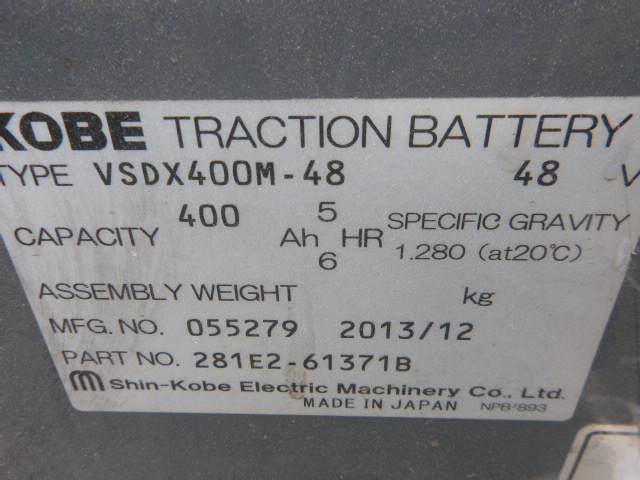 KOBE TRACTION BATTERY
TYPE VSDX400M-48 48 V
CAPACITY 400 Ah 5 6 HR SPECIFIC GRAVITY
1.280 (at20℃)
ASSEMBLY WEIGHT kg
MFG. NO. 055279 2013/12
PART NO. 281E2-61371B
Shin-Kobe Electric Machinery Co., Ltd.
MADE IN JAPAN